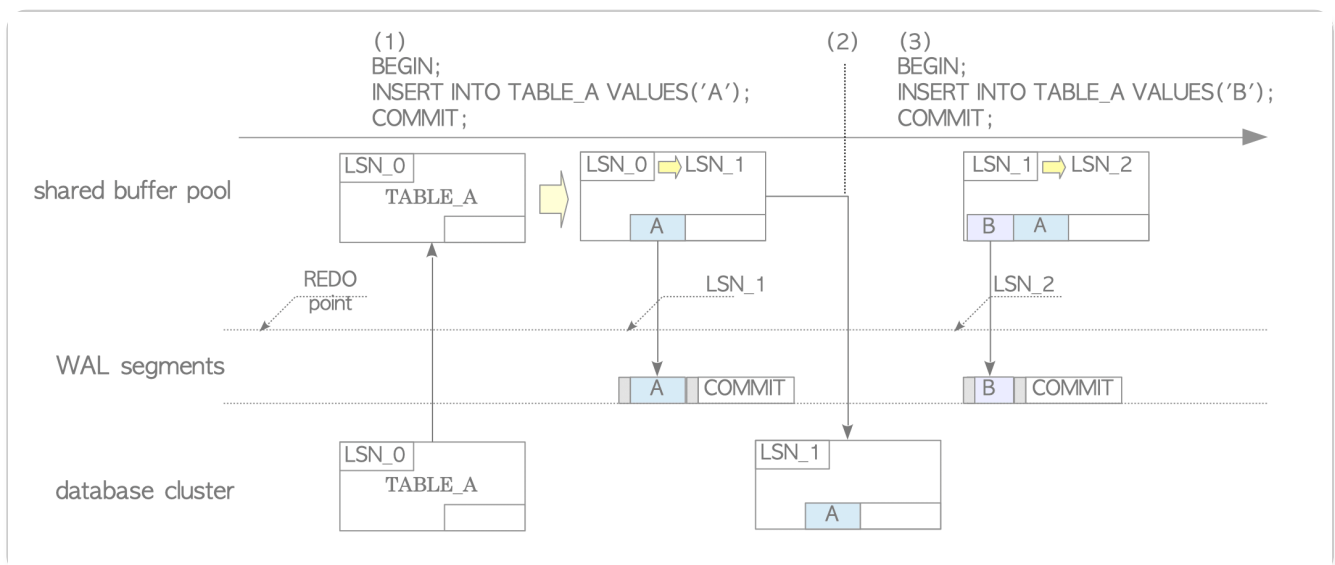 (1)
BEGIN;
INSERT INTO TABLE_A VALUES('A');
COMMIT;
(2)
(3)
BEGIN;
INSERT INTO TABLE_A VALUES('B');
COMMIT;
shared buffer pool
LSN_0
TABLE_A
LSN_0 LSN_1
A
LSN_1 LSN_2
B A
REDO
point
LSN_1
LSN_2
WAL segments
A COMMIT
B COMMIT
database cluster
LSN_0
TABLE_A
LSN_1
A